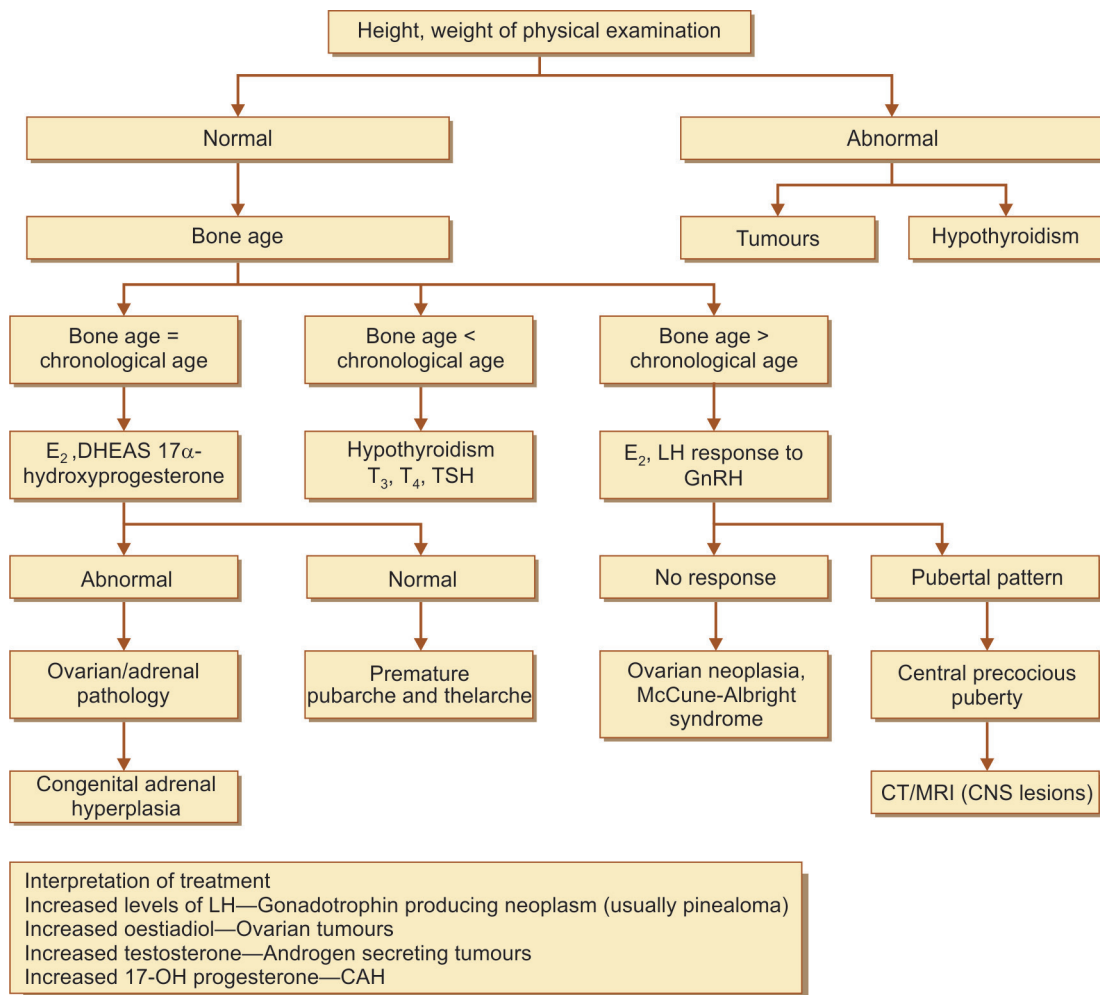 Height, weight of physical examination
Normal
Abnormal
Bone age
Tumours
Hypothyroidism
Bone age =
chronological age
Bone age <
chronological age
Bone age >
chronological age
E₂ ,DHEAS 17α-
hydroxyprogesterone
Hypothyroidism
T₃, T₄, TSH
E₂, LH response to
GnRH
Abnormal
Normal
No response
Pubertal pattern
Ovarian/adrenal
pathology
Premature
pubarche and thelarche
Ovarian neoplasia,
McCune-Albright
syndrome
Central precocious
puberty
Congenital adrenal
hyperplasia
CT/MRI (CNS lesions)
Interpretation of treatment
Increased levels of LH—Gonadotrophin producing neoplasm (usually pinealoma)
Increased oestiadiol—Ovarian tumours
Increased testosterone—Androgen secreting tumours
Increased 17-OH progesterone—CAH